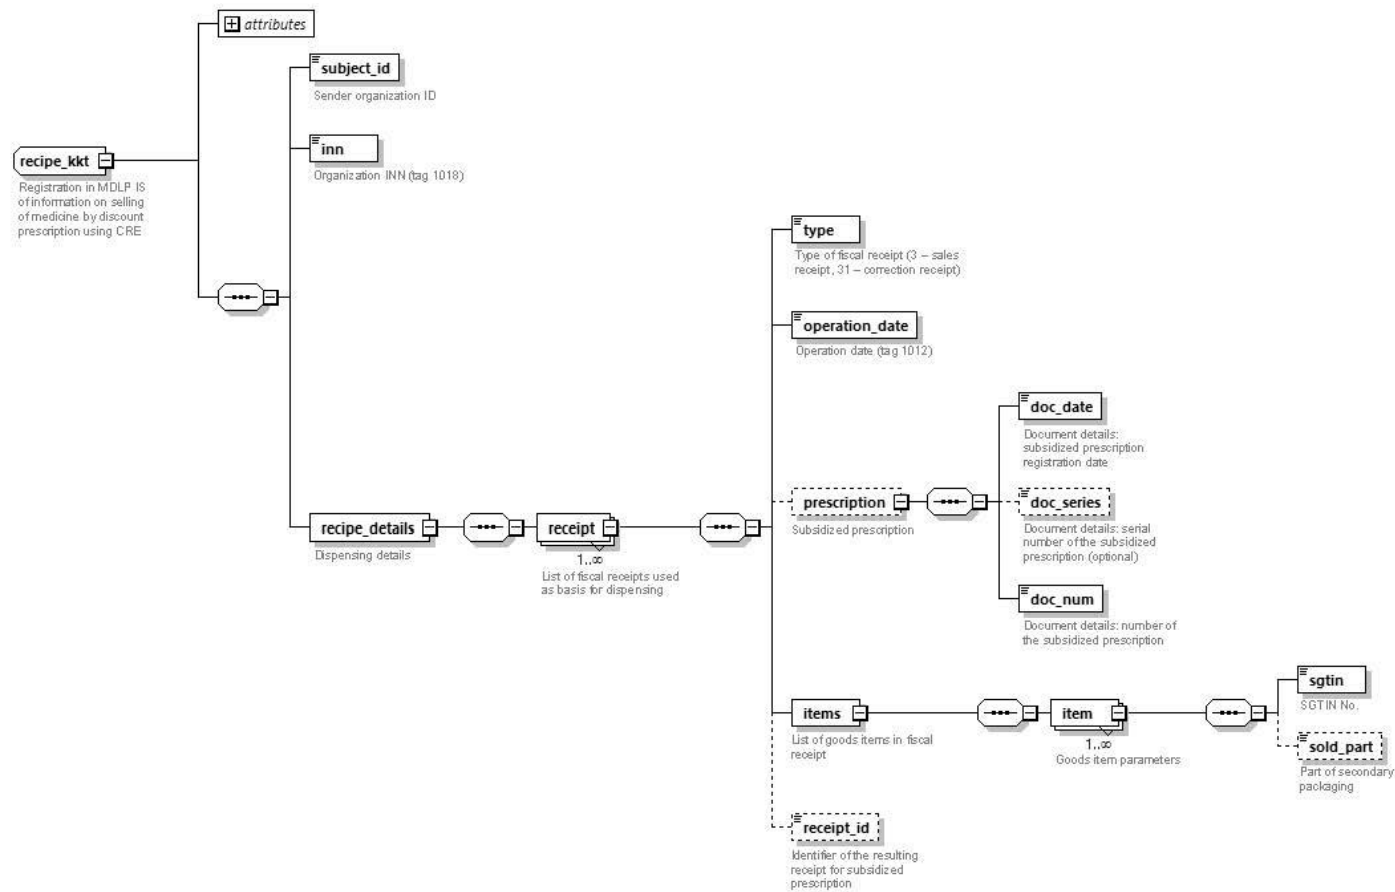 attributes
subject_id
Sender organization ID
inn
Organization INN (tag 1018)
recipe_kkt
Registration in MDLP IS
of information on selling
of medicine by discount
prescription using CRE
type
Type of fiscal receipt (3 – sales
receipt, 31 – correction receipt)
operation_date
Operation date (tag 1012)
doc_date
Document details:
subsidized prescription
registration date
prescription
Subsidized prescription
doc_series
Document details: serial
number of the subsidized
prescription (optional)
recipe_details
Dispensing details
receipt
1..∞
List of fiscal receipts used
as basis for dispensing
doc_num
Document details: number of
the subsidized prescription
items
List of goods items in fiscal
receipt
item
1..∞
Goods item parameters
sgtin
SGTIN No.
sold_part
Part of secondary
packaging
receipt_id
Identifier of the resulting
receipt for subsidized
prescription